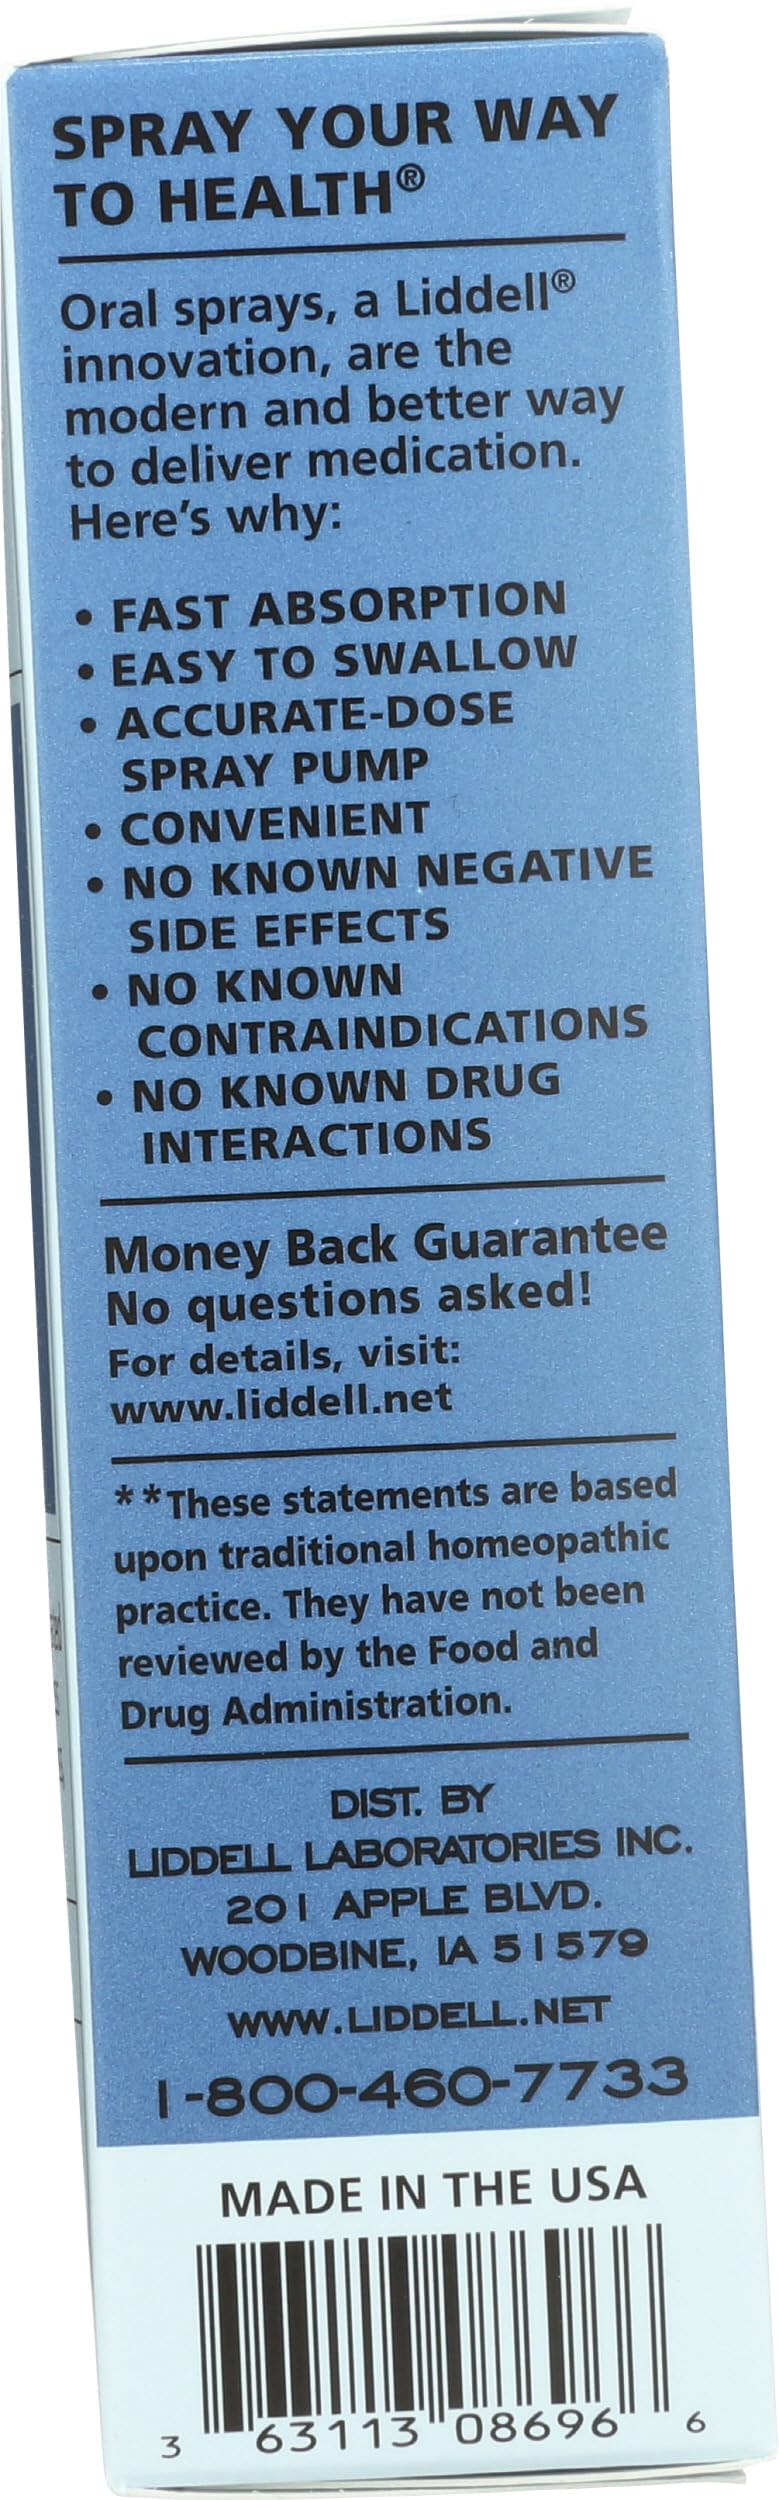 SPRAY YOUR WAY
TO HEALTH®
Oral sprays, a Liddell®
innovation, are the
modern and better way
to deliver medication.
Here's why:
• FAST ABSORPTION
• EASY TO SWALLOW
• ACCURATE-DOSE
SPRAY PUMP
• CONVENIENT
• NO KNOWN NEGATIVE
SIDE EFFECTS
• NO KNOWN
CONTRAINDICATIONS
• NO KNOWN DRUG
INTERACTIONS
Money Back Guarantee
No questions asked!
For details, visit:
www.liddell.net
**These statements are based
upon traditional homeopathic
practice. They have not been
reviewed by the Food and
Drug Administration.
DIST. BY
LIDDELL LABORATORIES INC.
201 APPLE BLVD.
WOODBINE, IA 51579
WWW.LIDDELL.NET
1-800-460-7733
MADE IN THE USA
3 63113 08696 6